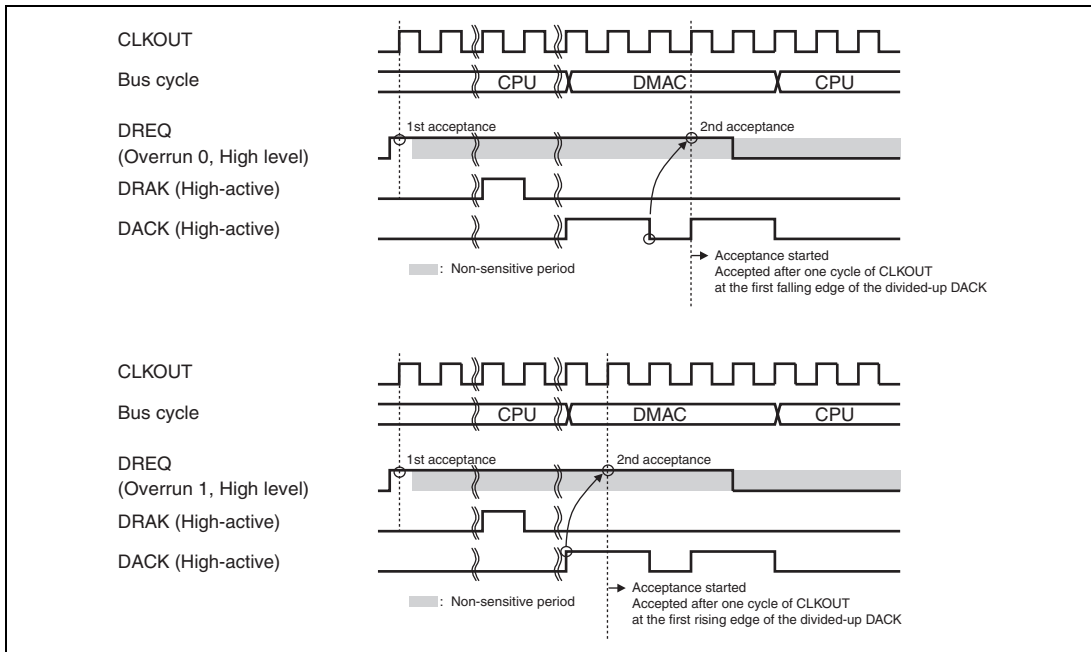 CLKOUT
Bus cycle
CPU
DMAC
CPU
DREQ
(Overrun 0, High level)
1st acceptance
2nd acceptance
DRAK (High-active)
DACK (High-active)
: Non-sensitive period
Acceptance started
Accepted after one cycle of CLKOUT
at the first falling edge of the divided-up DACK
CLKOUT
Bus cycle
CPU
DMAC
CPU
DREQ
(Overrun 1, High level)
1st acceptance
2nd acceptance
DRAK (High-active)
DACK (High-active)
: Non-sensitive period
Acceptance started
Accepted after one cycle of CLKOUT
at the first rising edge of the divided-up DACK